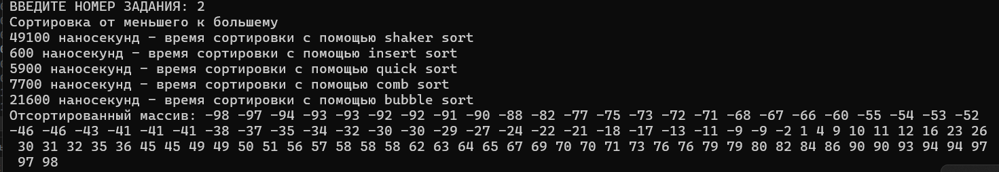 ВВЕДИТЕ НОМЕР ЗАДАНИЯ: 2
Сортировка от меньшего к большему
49100 наносекунд - время сортировки с помощью shaker sort
600 наносекунд - время сортировки с помощью insert sort
5900 наносекунд - время сортировки с помощью quick sort
7700 наносекунд - время сортировки с помощью comb sort
21600 наносекунд - время сортировки с помощью bubble sort
Отсортированный массив: -98 -97 -94 -93 -93 -92 -92 -91 -90 -88 -82 -77 -75 -73 -72 -71 -68 -67 -66 -60 -55 -54 -53 -52
-46 -46 -43 -41 -41 -41 -38 -37 -35 -34 -32 -30 -30 -29 -27 -24 -22 -21 -18 -17 -13 -11 -9 -9 -2 1 4 9 10 11 12 16 23 26
30 31 32 35 36 45 45 49 49 50 51 56 57 58 58 58 62 63 64 65 67 69 70 70 71 73 76 76 79 79 80 82 84 86 90 90 93 94 94 97
97 98